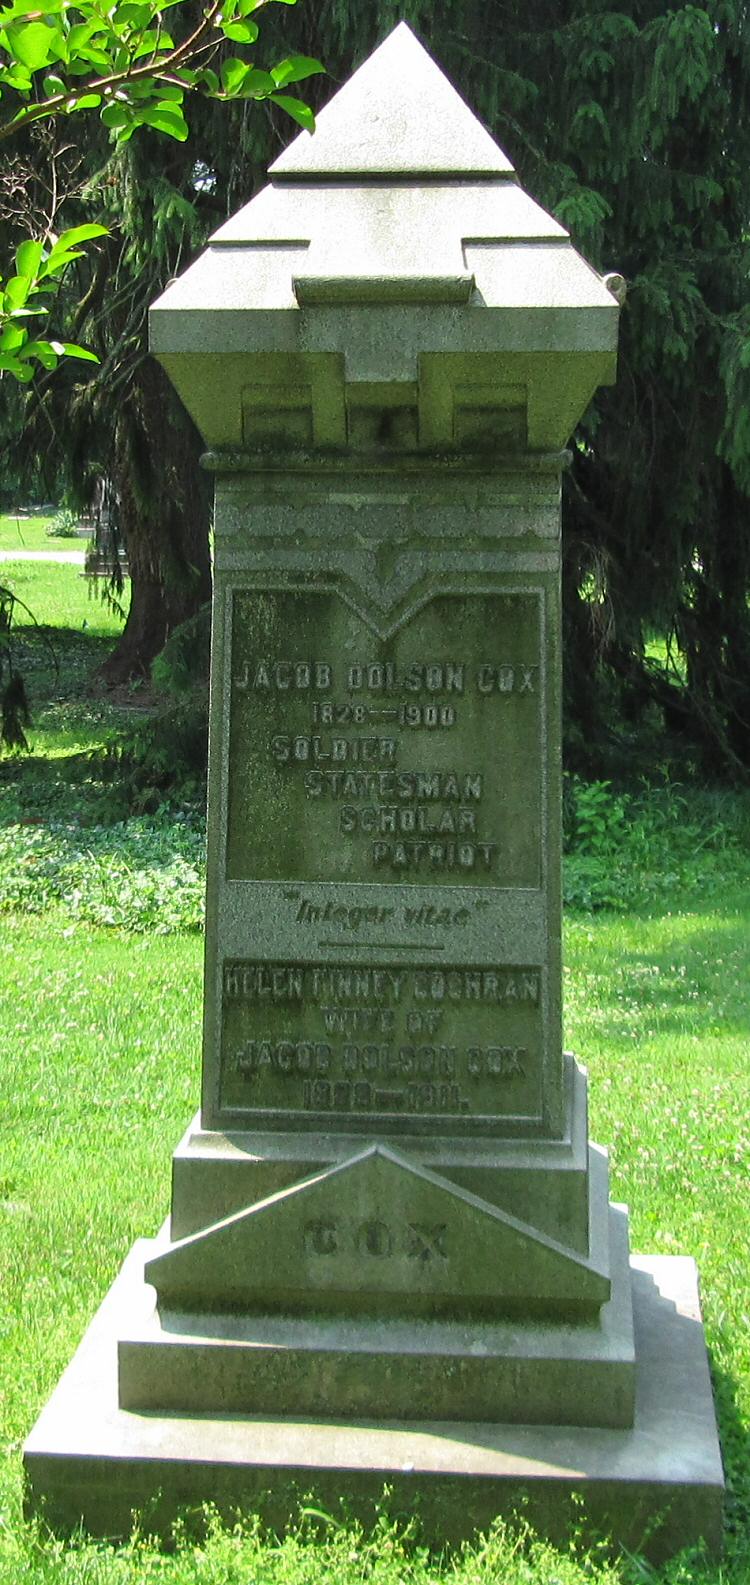 JACOB DOLSON COX
1828—1900
SOLDIER
STATESMAN
SCHOLAR
PATRIOT
"Integer vitae"
HELEN FINNEY COCHRAN
WIFE OF
JACOB DOLSON COX
1828—1911.
COX